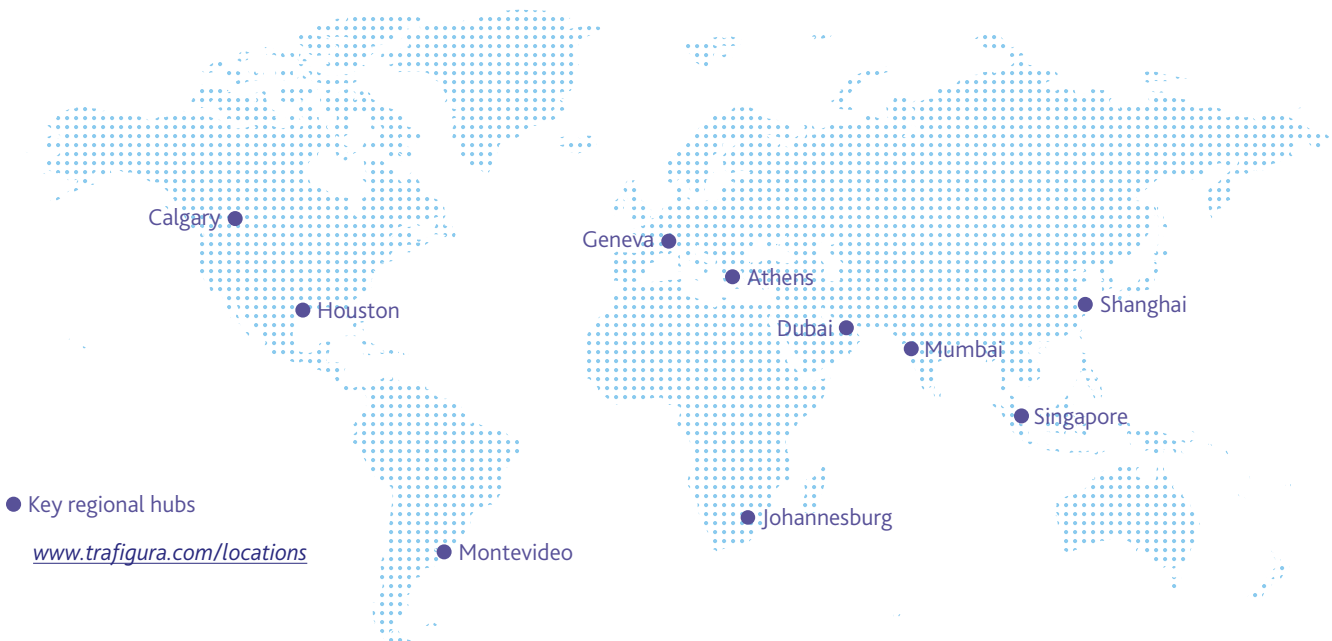 Calgary
Geneva
Athens
Shanghai
Houston
Dubai
Mumbai
Singapore
Key regional hubs
Johannesburg
www.trafigura.com/locations
Montevideo